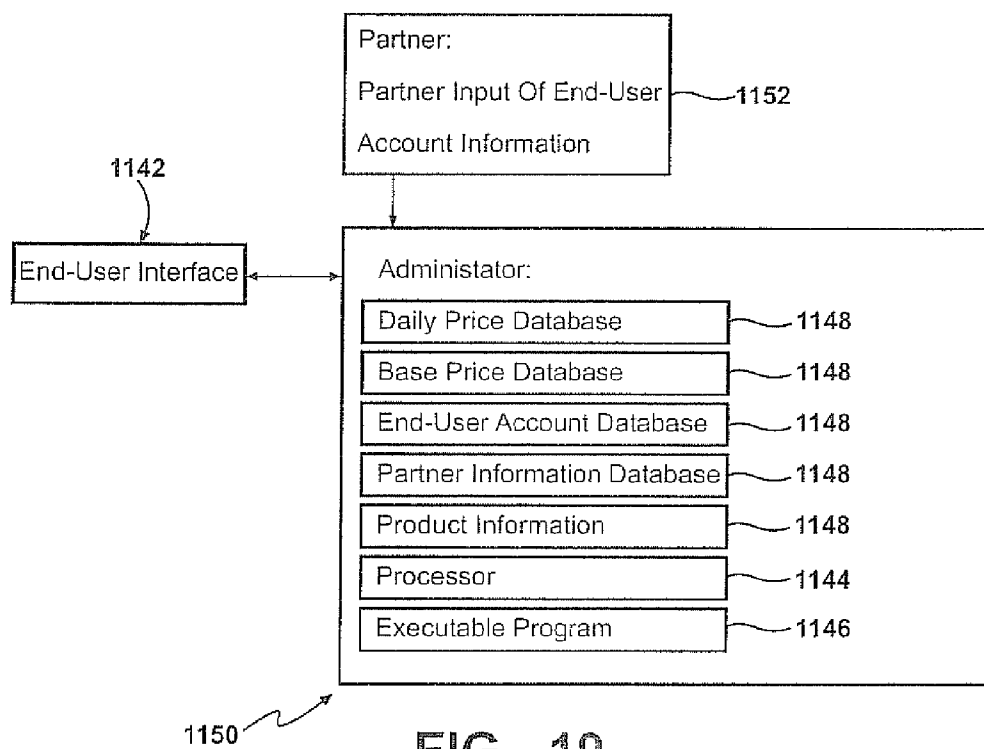 Partner:
Partner Input Of End-User
Account Information
1152
1142
End-User Interface
Administator:
Daily Price Database
1148
Base Price Database
1148
End-User Account Database
1148
Partner Information Database
1148
Product Information
1148
Processor
1144
Executable Program
1146
1150
FIG. 19